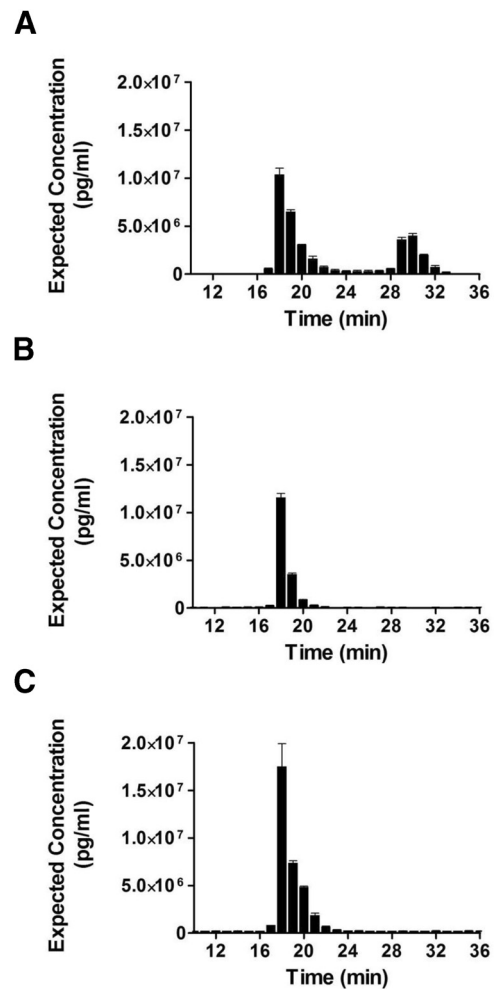 A
Expected Concentration
(pg/ml)
2.0×10⁷
1.5×10⁷
1.0×10⁷
5.0×10⁶
0
12 16 20 24 28 32 36
Time (min)
B
Expected Concentration
(pg/ml)
2.0×10⁷
1.5×10⁷
1.0×10⁷
5.0×10⁶
0
12 16 20 24 28 32 36
Time (min)
C
Expected Concentration
(pg/ml)
2.0×10⁷
1.5×10⁷
1.0×10⁷
5.0×10⁶
0
12 16 20 24 28 32 36
Time (min)